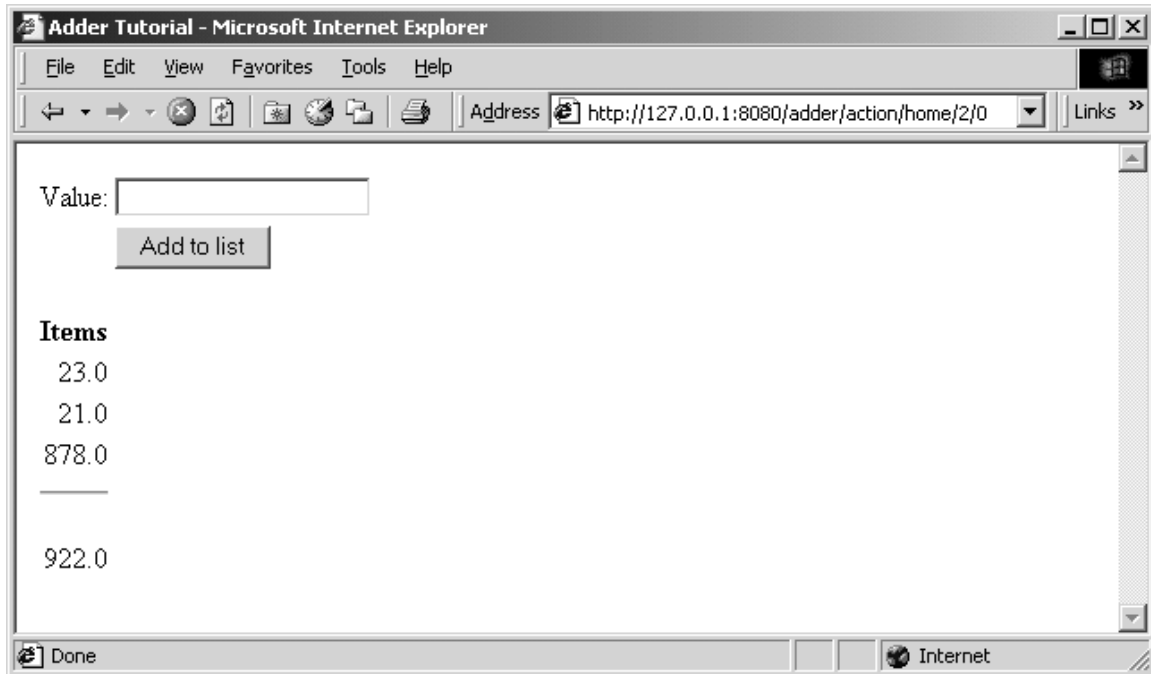 Adder Tutorial - Microsoft Internet Explorer
File Edit View Favorites Tools Help
Address http://127.0.0.1:8080/adder/action/home/2/0 Links »
Value:
Add to list
Items
23.0
21.0
878.0
922.0
Done Internet